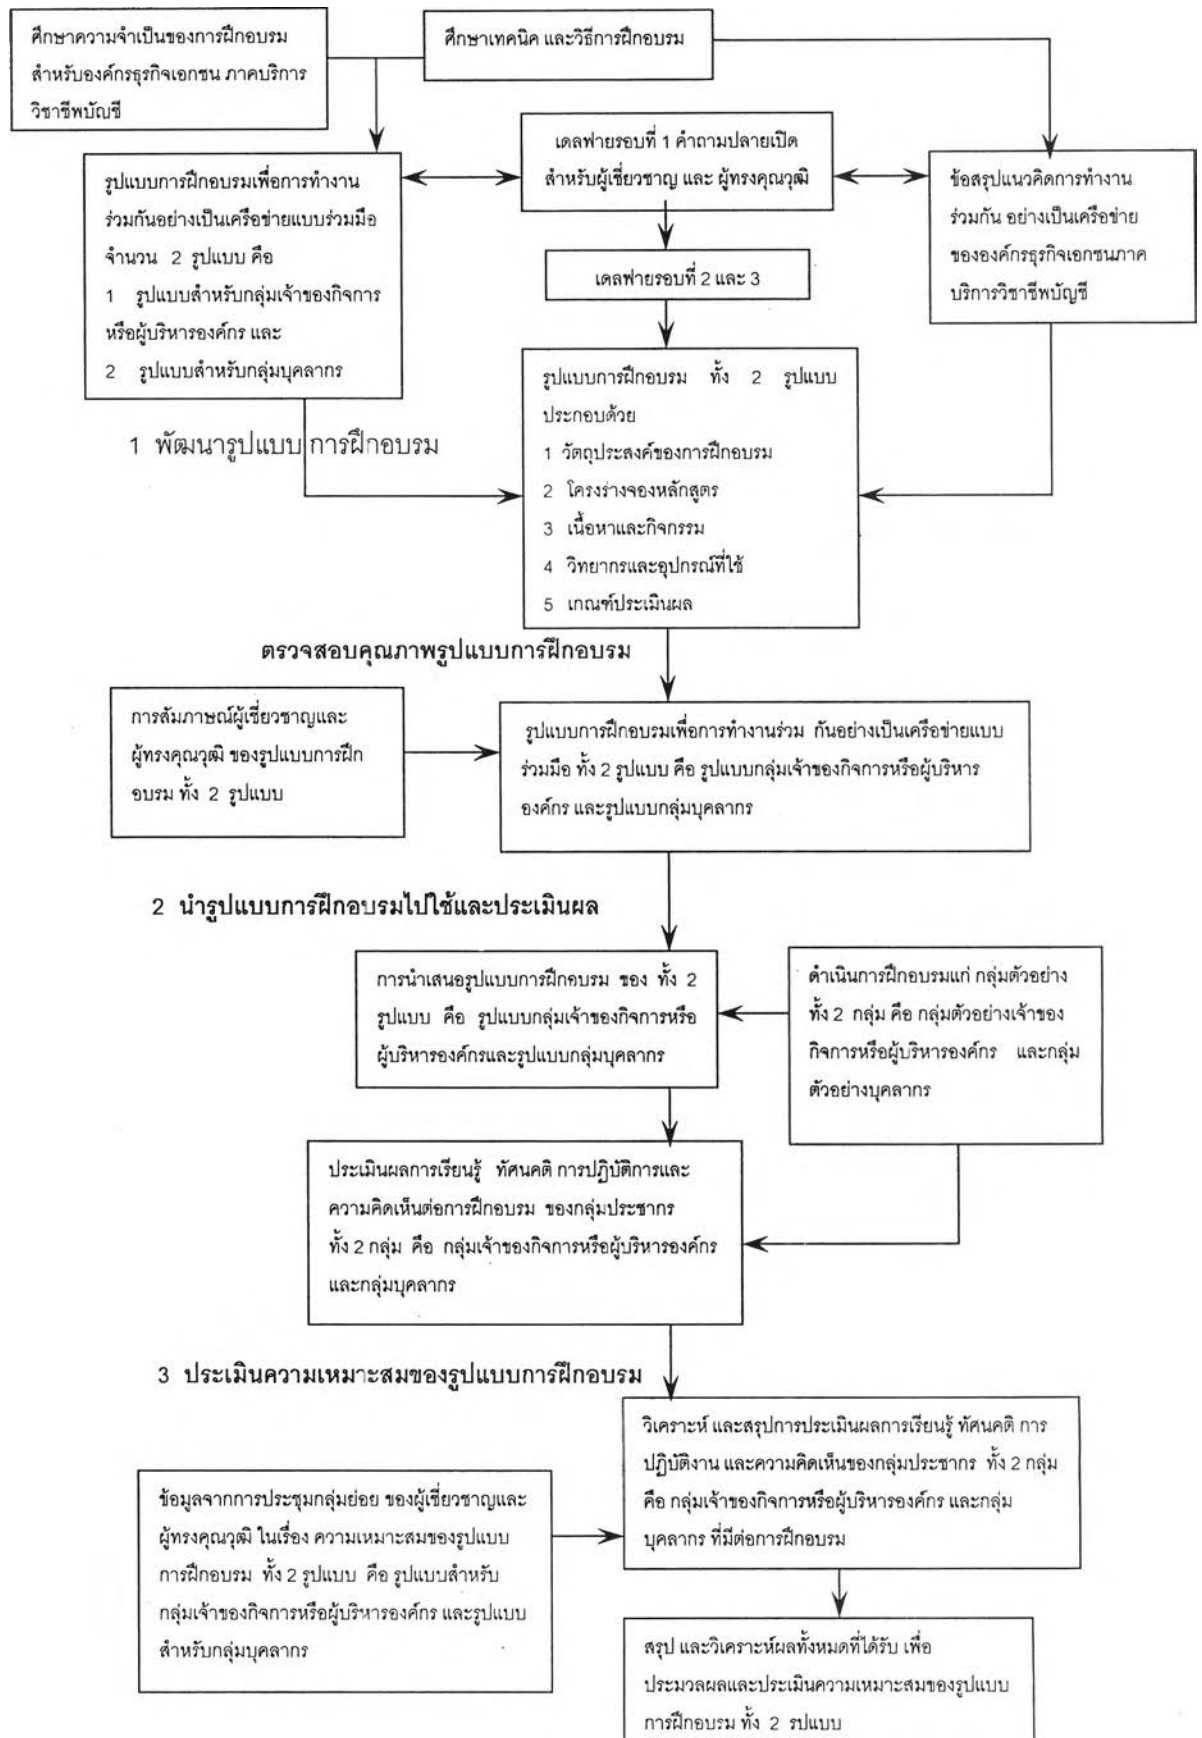 ศึกษาความจำเป็นของการฝึกอบรม
สำหรับองค์กรธุรกิจเอกชน ภาคบริการ
วิชาชีพบัญชี
ศึกษาเทคนิค และวิธีการฝึกอบรม
เดลฟายรอบที่ 1 คำถามปลายเปิด
สำหรับผู้เชี่ยวชาญ และ ผู้ทรงคุณวุฒิ
รูปแบบการฝึกอบรมเพื่อการทำงาน
ร่วมกันอย่างเป็นเครือข่ายแบบร่วมมือ
จำนวน 2 รูปแบบ คือ
1 รูปแบบสำหรับกลุ่มเจ้าของกิจการ
หรือผู้บริหารองค์กร และ
2 รูปแบบสำหรับกลุ่มบุคลากร
ข้อสรุปแนวคิดการทำงาน
ร่วมกัน อย่างเป็นเครือข่าย
ขององค์กรธุรกิจเอกชนภาค
บริการวิชาชีพบัญชี
เดลฟายรอบที่ 2 และ 3
1 พัฒนารูปแบบ การฝึกอบรม
รูปแบบการฝึกอบรม ทั้ง 2 รูปแบบ
ประกอบด้วย
1 วัตถุประสงค์ของการฝึกอบรม
2 โครงร่างจองหลักสูตร
3 เนื้อหาและกิจกรรม
4 วิทยากรและอุปกรณ์ที่ใช้
5 เกณฑ์ประเมินผล
ตรวจสอบคุณภาพรูปแบบการฝึกอบรม
การสัมภาษณ์ผู้เชี่ยวชาญและ
ผู้ทรงคุณวุฒิ ของรูปแบบการฝึก
อบรม ทั้ง 2 รูปแบบ
รูปแบบการฝึกอบรมเพื่อการทำงานร่วม กันอย่างเป็นเครือข่ายแบบ
ร่วมมือ ทั้ง 2 รูปแบบ คือ รูปแบบกลุ่มเจ้าของกิจการหรือผู้บริหาร
องค์กร และรูปแบบกลุ่มบุคลากร
2 นำรูปแบบการฝึกอบรมไปใช้และประเมินผล
การนำเสนอรูปแบบการฝึกอบรม ของ ทั้ง 2
รูปแบบ คือ รูปแบบกลุ่มเจ้าของกิจการหรือ
ผู้บริหารองค์กรและรูปแบบกลุ่มบุคลากร
ดำเนินการฝึกอบรมแก่ กลุ่มตัวอย่าง
ทั้ง 2 กลุ่ม คือ กลุ่มตัวอย่างเจ้าของ
กิจการหรือผู้บริหารองค์กร และกลุ่ม
ตัวอย่างบุคลากร
ประเมินผลการเรียนรู้ ทัศนคติ การปฏิบัติการและ
ความคิดเห็นต่อการฝึกอบรม ของกลุ่มประชากร
ทั้ง 2 กลุ่ม คือ กลุ่มเจ้าของกิจการหรือผู้บริหารองค์กร
และกลุ่มบุคลากร
3 ประเมินความเหมาะสมของรูปแบบการฝึกอบรม
วิเคราะห์ และสรุปการประเมินผลการเรียนรู้ ทัศนคติ การ
ปฏิบัติงาน และความคิดเห็นของกลุ่มประชากร ทั้ง 2 กลุ่ม
คือ กลุ่มเจ้าของกิจการหรือผู้บริหารองค์กร และกลุ่ม
บุคลากร ที่มีต่อการฝึกอบรม
ข้อมูลจากการประชุมกลุ่มย่อย ของผู้เชี่ยวชาญและ
ผู้ทรงคุณวุฒิ ในเรื่อง ความเหมาะสมของรูปแบบ
การฝึกอบรม ทั้ง 2 รูปแบบ คือ รูปแบบสำหรับ
กลุ่มเจ้าของกิจการหรือผู้บริหารองค์กร และรูปแบบ
สำหรับกลุ่มบุคลากร
สรุป และวิเคราะห์ผลทั้งหมดที่ได้รับ เพื่อ
ประมวลผลและประเมินความเหมาะสมของรูปแบบ
การฝึกอบรม ทั้ง 2 รูปแบบ